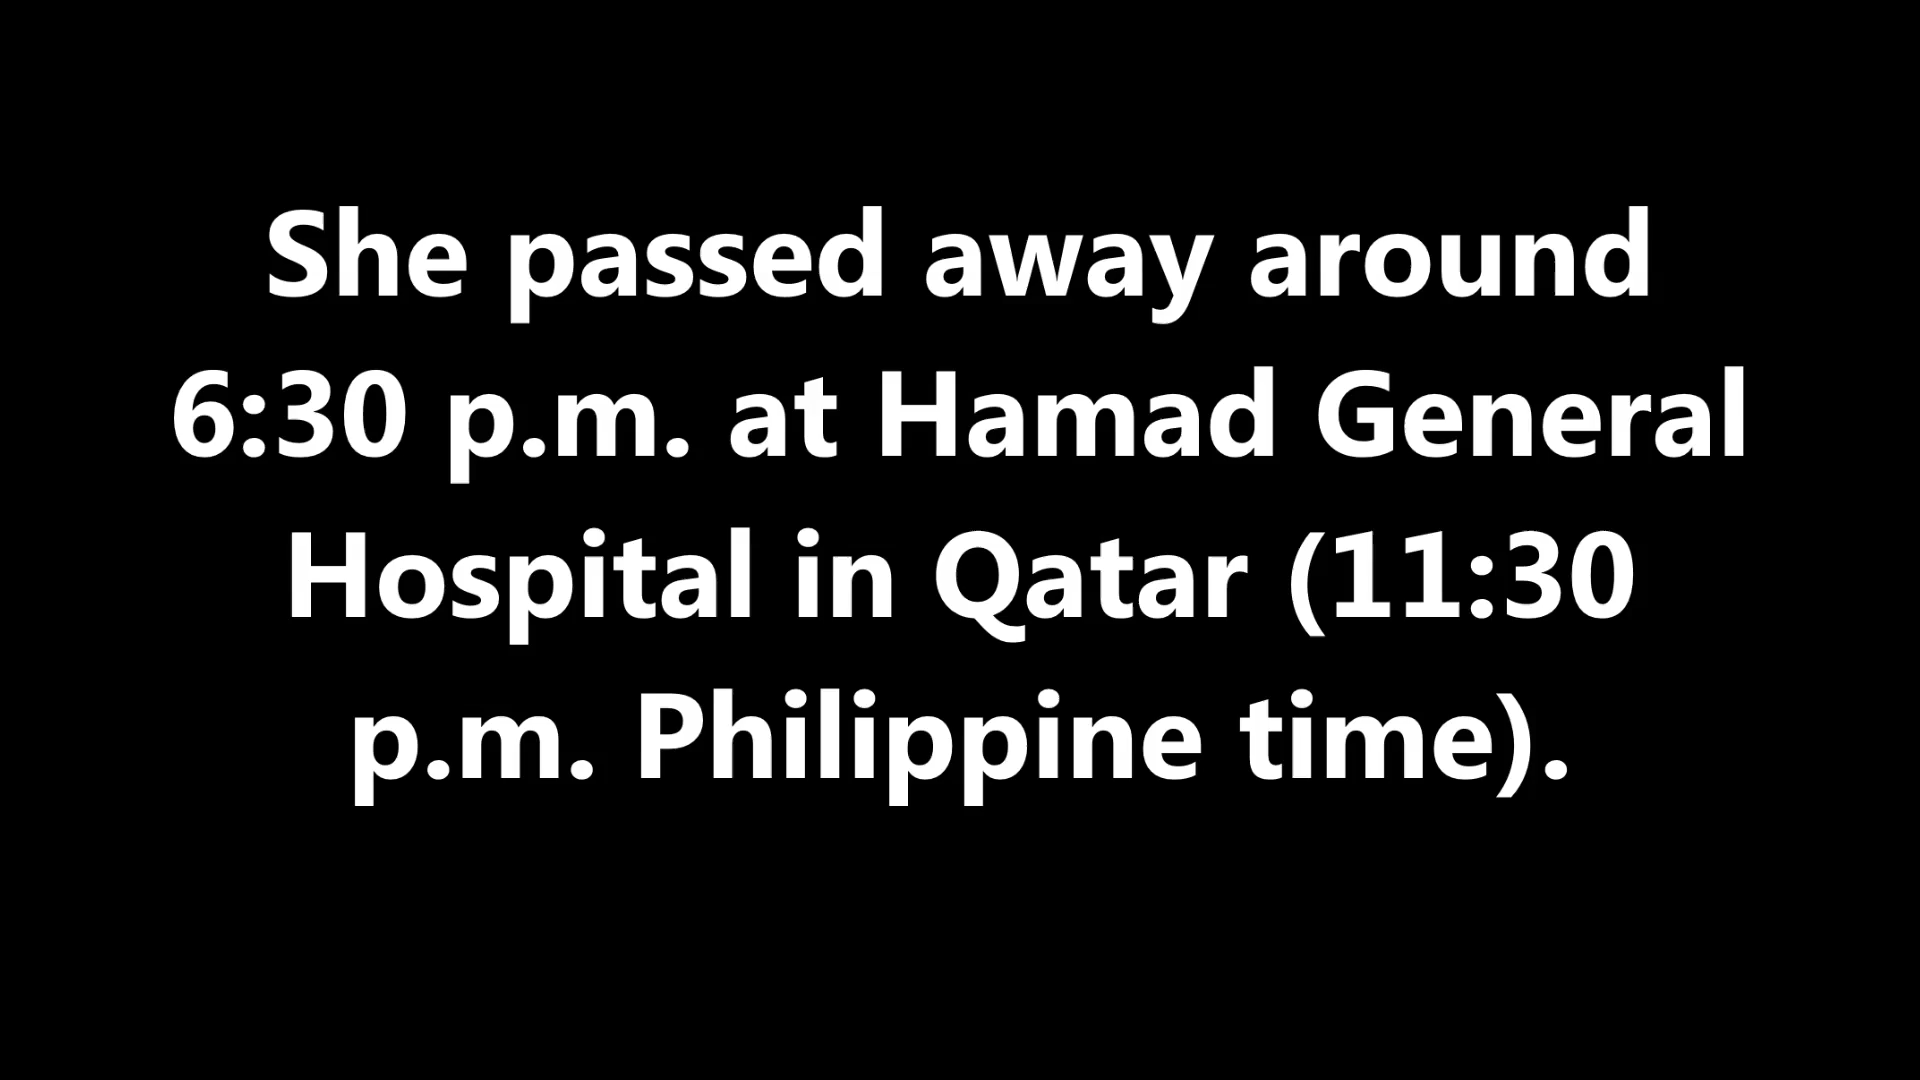 She passed away around
6:30 p.m. at Hamad General
Hospital in Qatar (11:30
p.m. Philippine time).